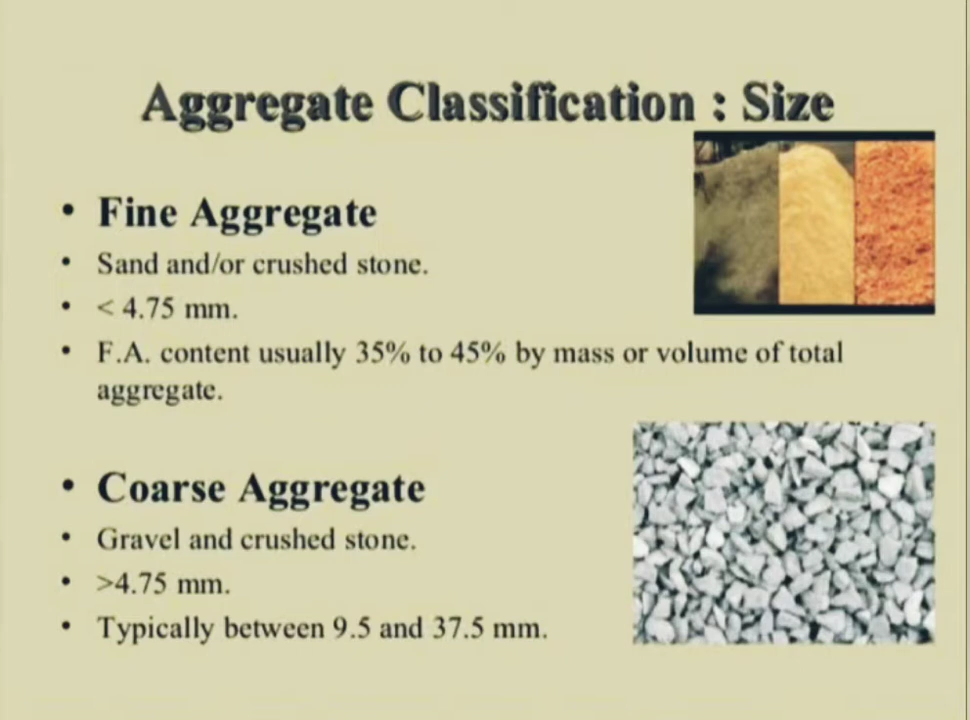 Aggregate Classification : Size
• Fine Aggregate
• Sand and/or crushed stone.
• < 4.75 mm.
• F.A. content usually 35% to 45% by mass or volume of total
aggregate.
• Coarse Aggregate
• Gravel and crushed stone.
• >4.75 mm.
• Typically between 9.5 and 37.5 mm.